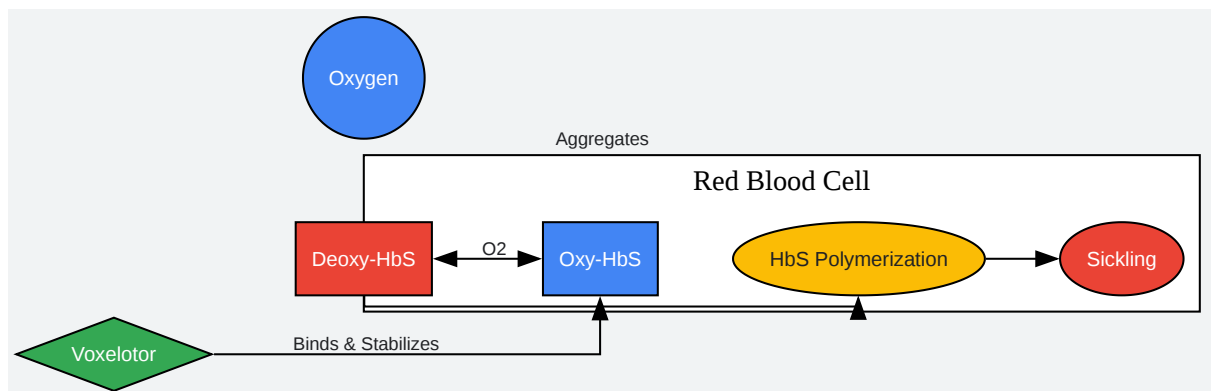 Oxygen
Aggregates
Red Blood Cell
Deoxy-HbS
O2
Oxy-HbS
HbS Polymerization
Sickling
Binds & Stabilizes
Voxelotor